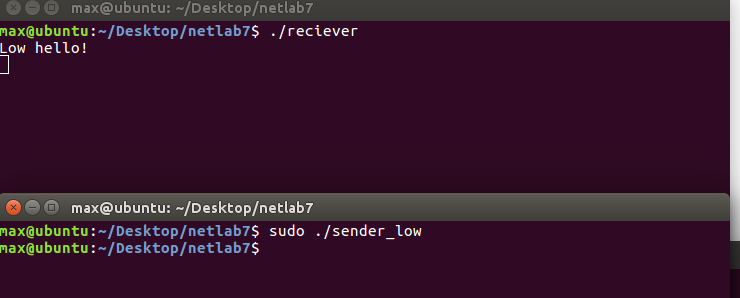 max@ubuntu: ~/Desktop/netlab7
max@ubuntu:~/Desktop/netlab7$ ./reciever
Low hello!
max@ubuntu: ~/Desktop/netlab7
max@ubuntu:~/Desktop/netlab7$ sudo ./sender_low
max@ubuntu:~/Desktop/netlab7$